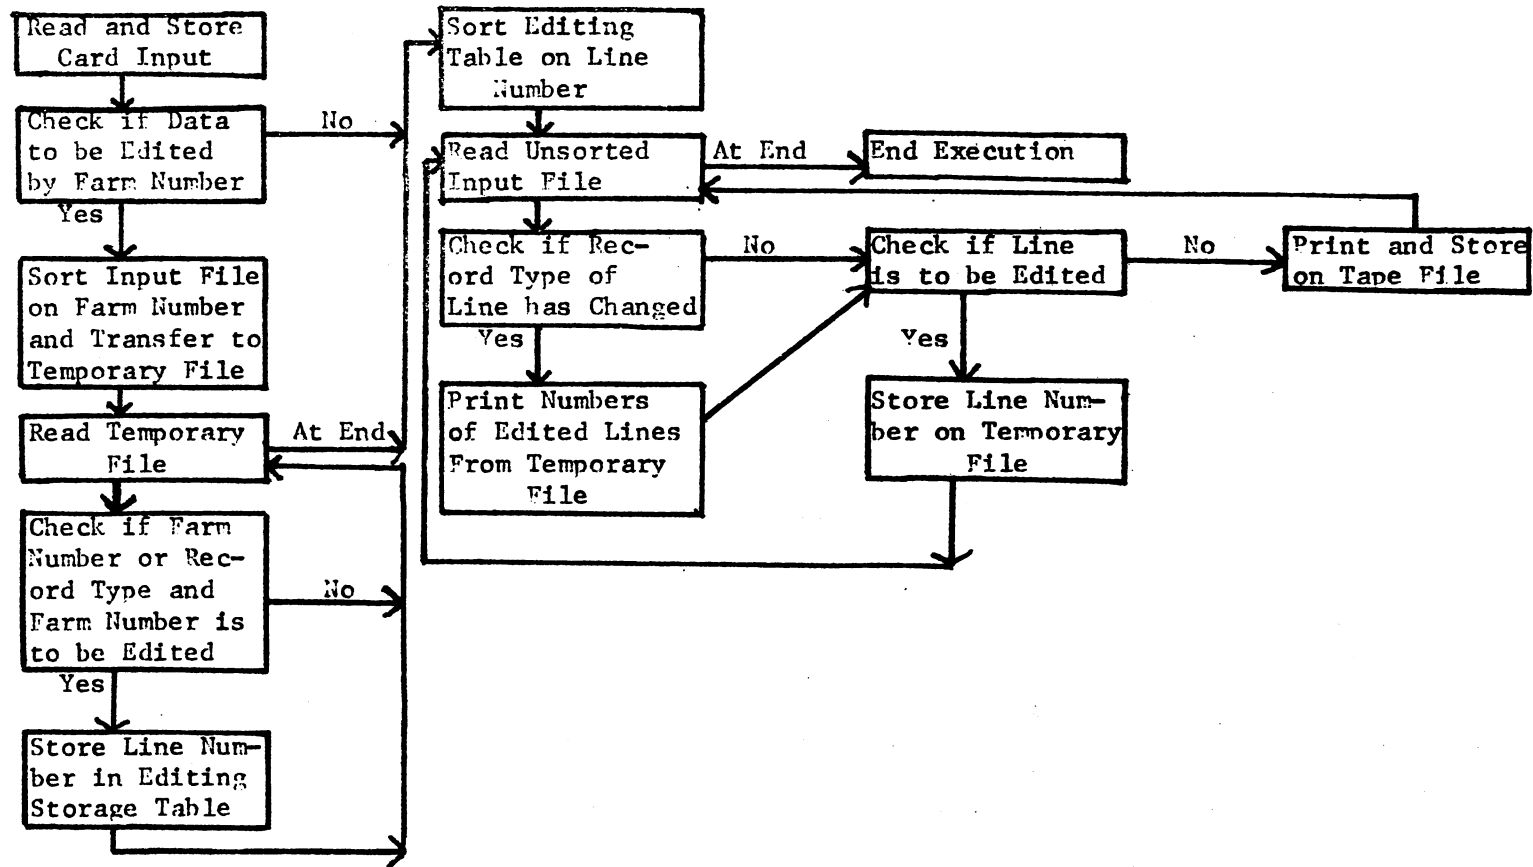 Read and Store
Card Input
Check if Data
to be Edited
by Farm Number
No
Yes
Sort Input File
on Farm Number
and Transfer to
Temporary File
Read Temporary
File
At End
Check if Farm
Number or Rec-
ord Type and
Farm Number is
to be Edited
No
Yes
Store Line Num-
ber in Editing
Storage Table
Sort Editing
Table on Line
Number
Read Unsorted
Input File
At End
End Execution
Check if Rec-
ord Type of
Line has Changed
No
Yes
Print Numbers
of Edited Lines
From Temporary
File
Check if Line
is to be Edited
No
Yes
Print and Store
on Tape File
Store Line Num-
ber on Temporary
File